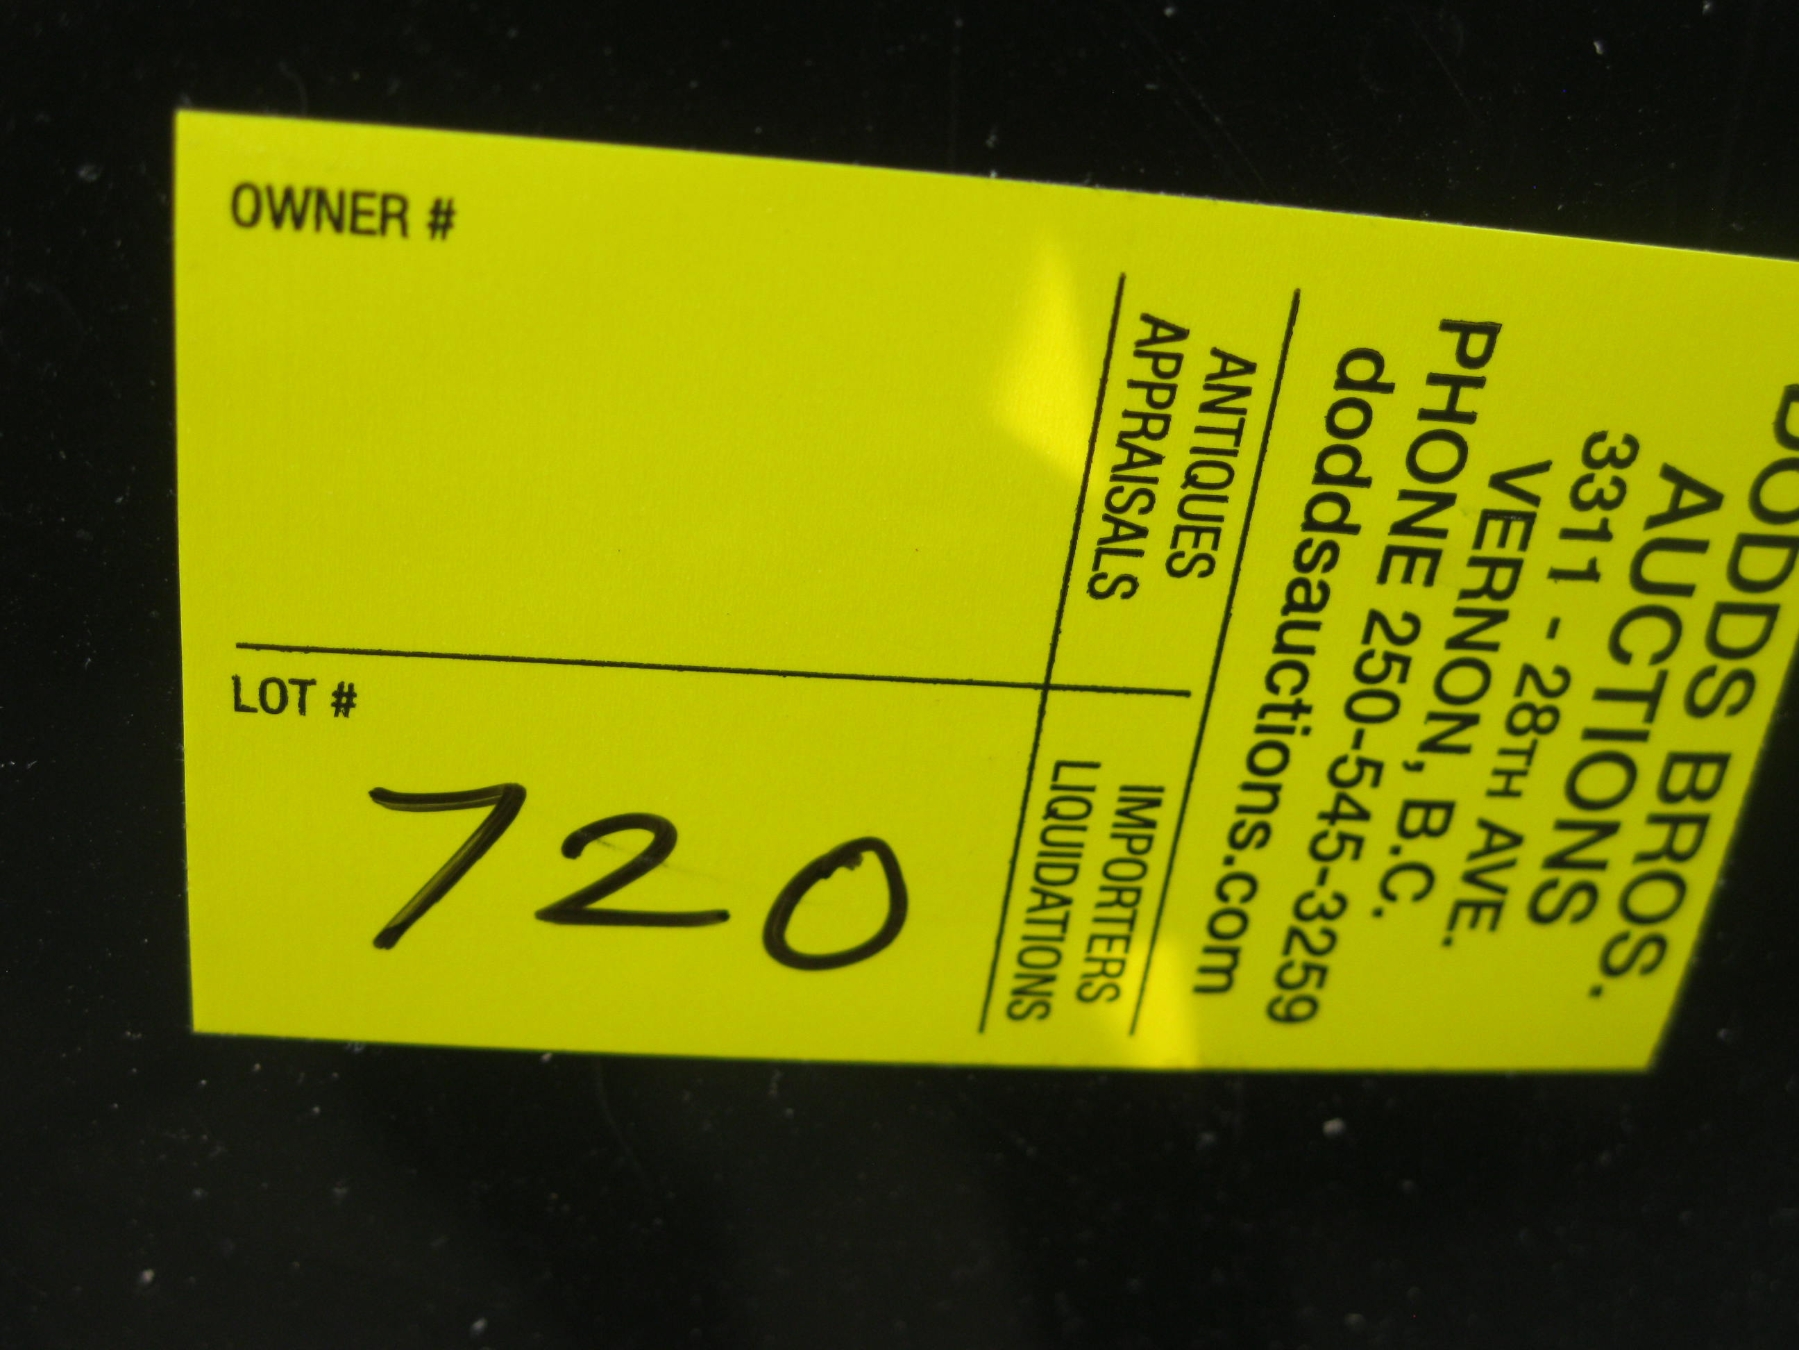 OWNER #
LOT #
720
DODDS BROS.
AUCTIONS
3311 - 28TH AVE.
VERNON, B.C.
PHONE 250-545-3259
doddsauctions.com
ANTIQUES
APPRAISALS
IMPORTERS
LIQUIDATIONS